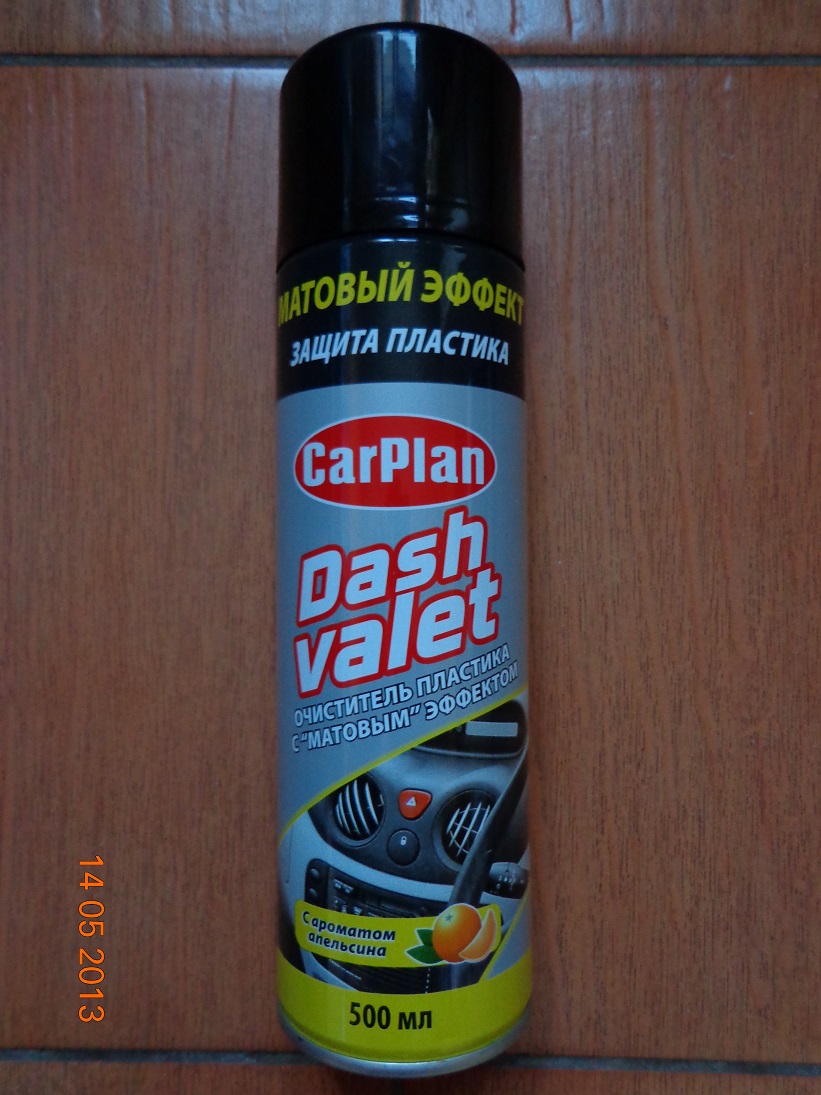 МАТОВЫЙ ЭФФЕКТ
ЗАЩИТА ПЛАСТИКА
CarPlan
Dash
valet
ОЧИСТИТЕЛЬ ПЛАСТИКА
С "МАТОВЫМ" ЭФФЕКТОМ
С ароматом
апельсина
500 мл
14 05 2013